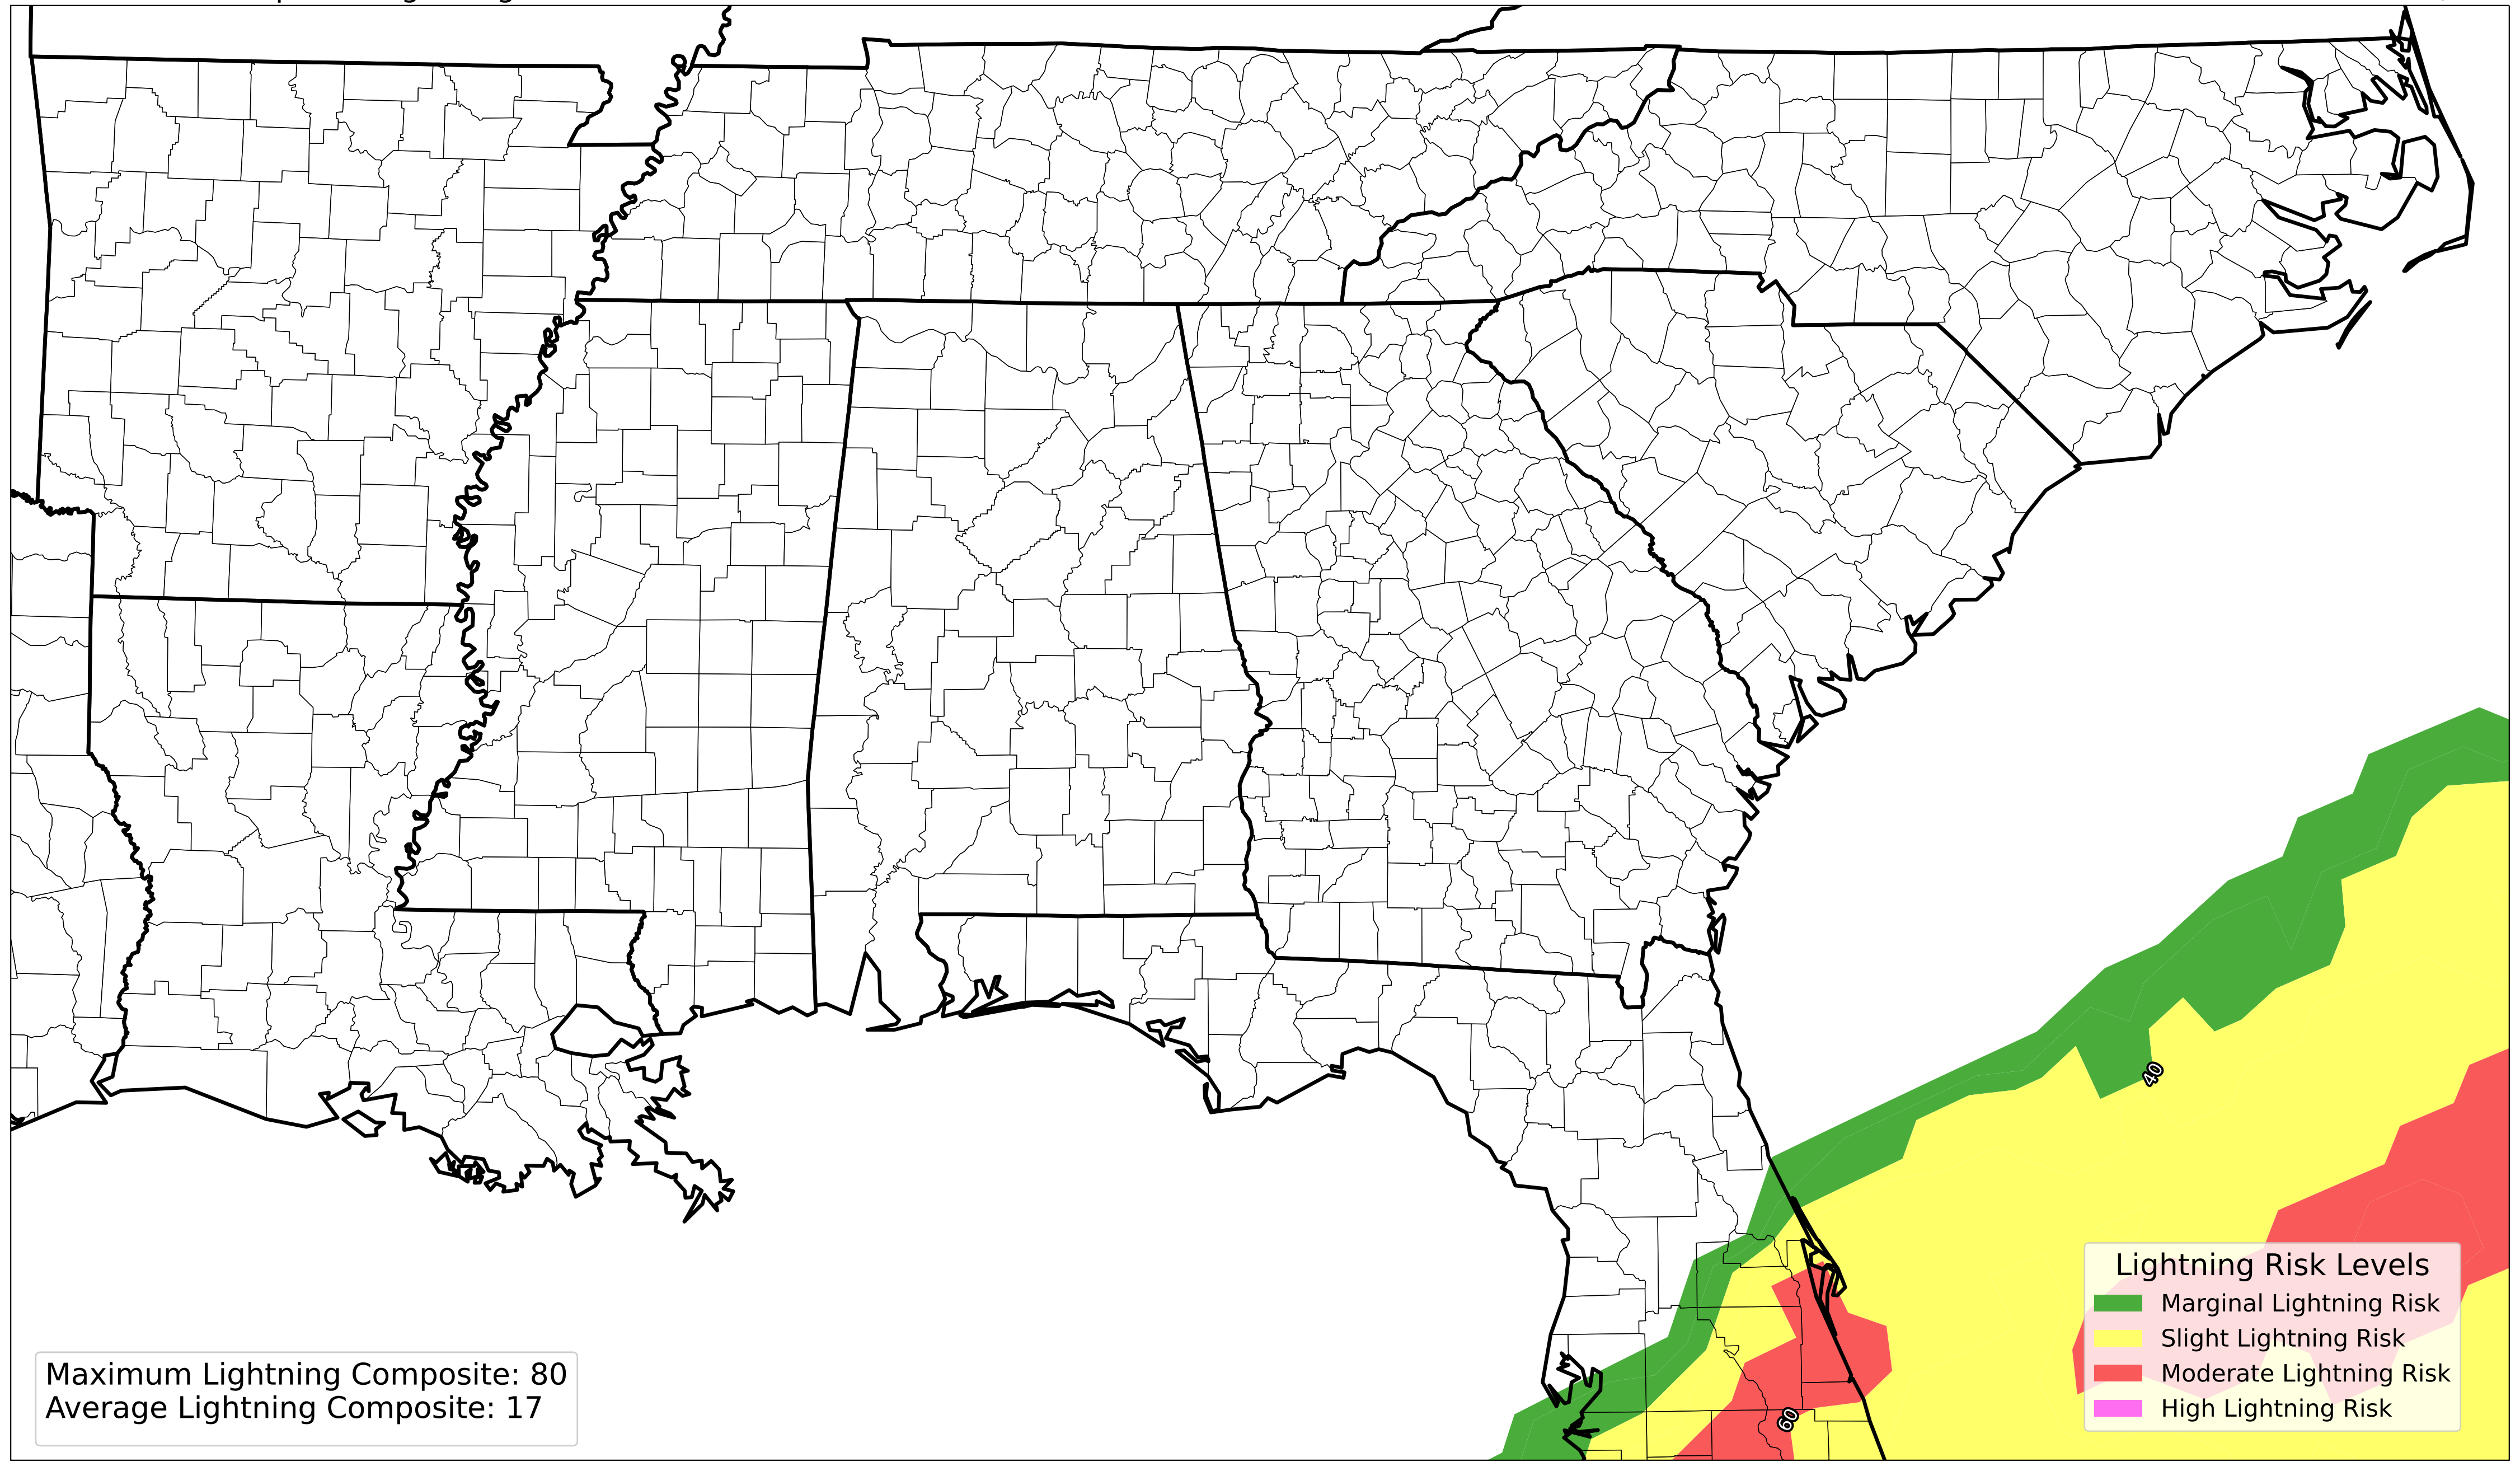 40
Lightning Risk Levels
Marginal Lightning Risk
Slight Lightning Risk
Moderate Lightning Risk
High Lightning Risk
Maximum Lightning Composite: 80
Average Lightning Composite: 17
60